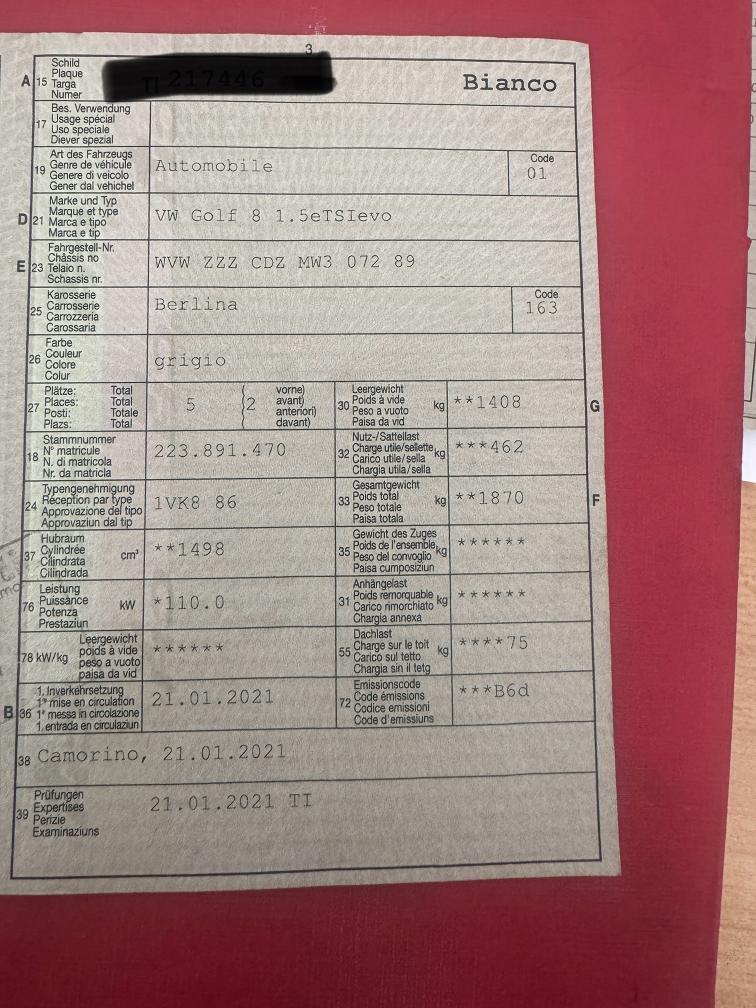 3
A 15 Schild
Plaque
Targa
Numer
Bianco
17 Bes. Verwendung
Usage spécial
Uso speciale
Diever spezial
19 Art des Fahrzeugs
Genre de véhicule
Genere di veicolo
Gener dal vehichel
Automobile
Code
01
D 21 Marke und Typ
Marque et type
Marca e tipo
Marca e tip
VW Golf 8 1.5eTSIevo
E 23 Fahrgestell-Nr.
Châssis no
Telaio n.
Schassis nr.
WVW ZZZ CDZ MW3 072 89
25 Karosserie
Carrosserie
Carrozzeria
Carossaria
Berlina
Code
163
26 Farbe
Couleur
Colore
Colur
grigio
27 Plätze: Total
Places: Total
Posti: Totale
Plazs: Total
5 2
vorne)
avant)
anteriori)
davant)
30 Leergewicht
Poids à vide
Peso a vuoto
Paisa da vid
kg **1408 G
18 Stammnummer
N° matricule
N. di matricola
Nr. da matricla
223.891.470
32 Nutz-/Sattellast
Charge utile/sellette
Carico utile/sella
Chargia utila/sella
kg ***462
24 Typengenehmigung
Réception par type
Approvazione del tipo
Approvaziun dal tip
1VK8 86
33 Gesamtgewicht
Poids total
Peso totale
Paisa totala
kg **1870 F
37 Hubraum
Cylindrée
Cilindrata
Cilindrada
cm³ **1498
35 Gewicht des Zuges
Poids de l'ensemble
Peso del convoglio
Paisa cumposiziun
kg ******
76 Leistung
Puissance
Potenza
Prestaziun
kW *110.0
31 Anhängelast
Poids remorquable
Carico rimorchiato
Chargia annexa
kg ******
78 kW/kg Leergewicht
poids à vide
peso a vuoto
paisa da vid
******
55 Dachlast
Charge sur le toit
Carico sul tetto
Chargia sin il tetg
kg ****75
B 36 1. Inverkehrsetzung
1re mise en circulation
1a messa in circolazione
1. entrada en circulaziun
21.01.2021
72 Emissionscode
Code émissions
Codice emissioni
Code d'emissiuns
***B6d
38 Camorino, 21.01.2021
39 Prüfungen
Expertises
Perizie
Examinaziuns
21.01.2021 TI